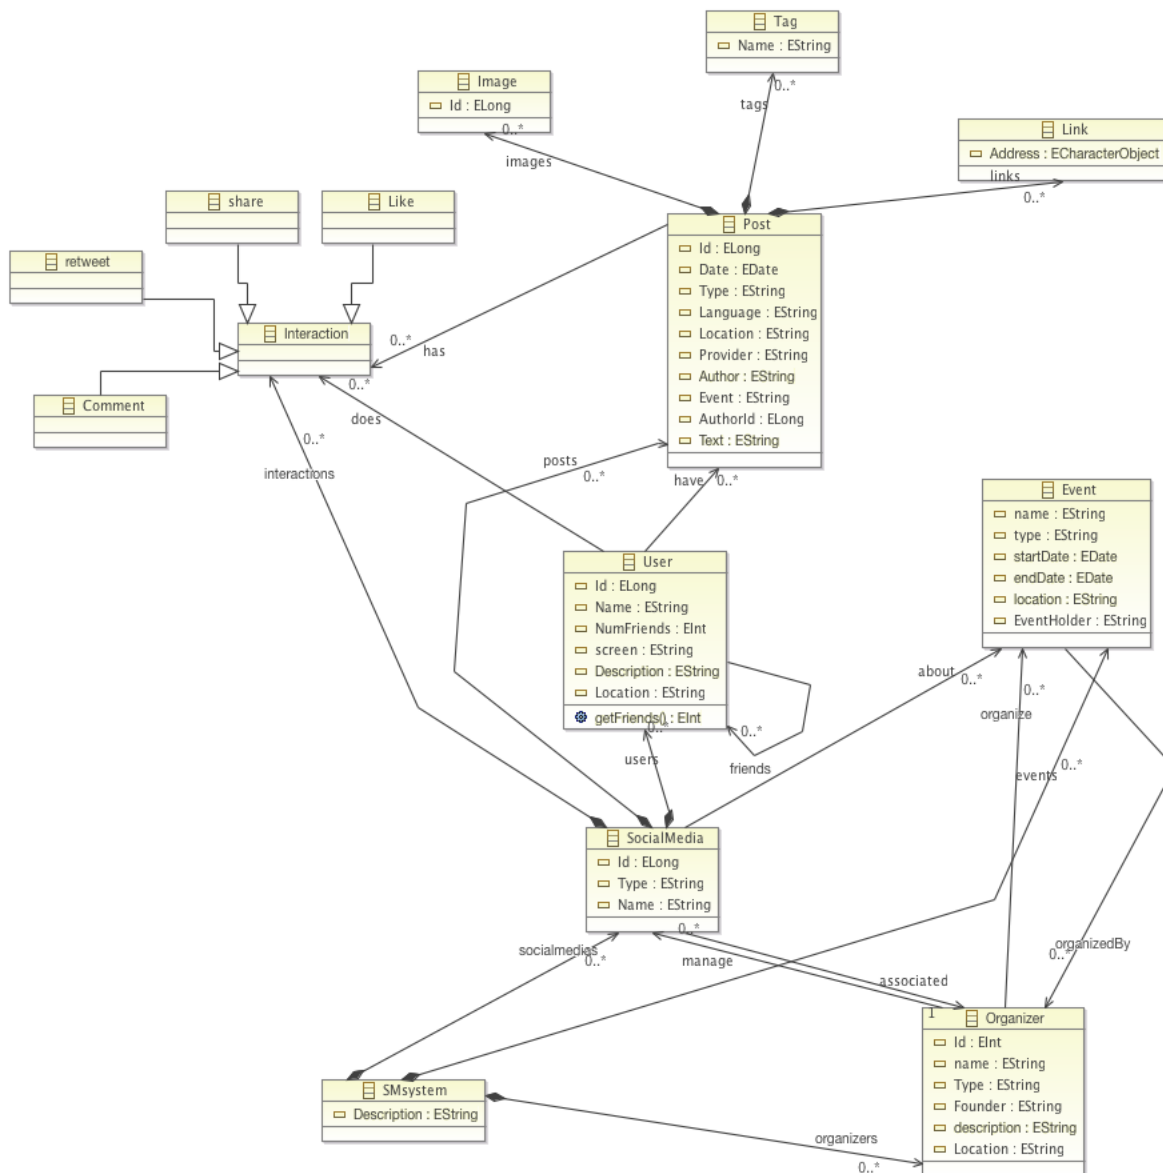 Tag
Name : EString
0..*
tags
Image
Id : ELong
0..*
images
Link
Address : ECharacterObject
links
0..*
share
Like
retweet
Interaction
Comment
0..*
has
0..*
does
0..*
interactions
Post
Id : ELong
Date : EDate
Type : EString
Language : EString
Location : EString
Provider : EString
Author : EString
Event : EString
AuthorId : ELong
Text : EString
posts
0..*
have
0..*
User
Id : ELong
Name : EString
NumFriends : EInt
screen : EString
Description : EString
Location : EString
getFriends() : EInt
0..*
0..*
friends
users
Event
name : EString
type : EString
startDate : EDate
endDate : EDate
location : EString
EventHolder : EString
about
0..*
0..*
organize
0..*
events
SocialMedia
Id : ELong
Type : EString
Name : EString
0..*
socialmedias
0..*
manage
associated
1
0..*
organizedBy
Organizer
Id : EInt
name : EString
Type : EString
Founder : EString
description : EString
Location : EString
SMsystem
Description : EString
organizers
0..*